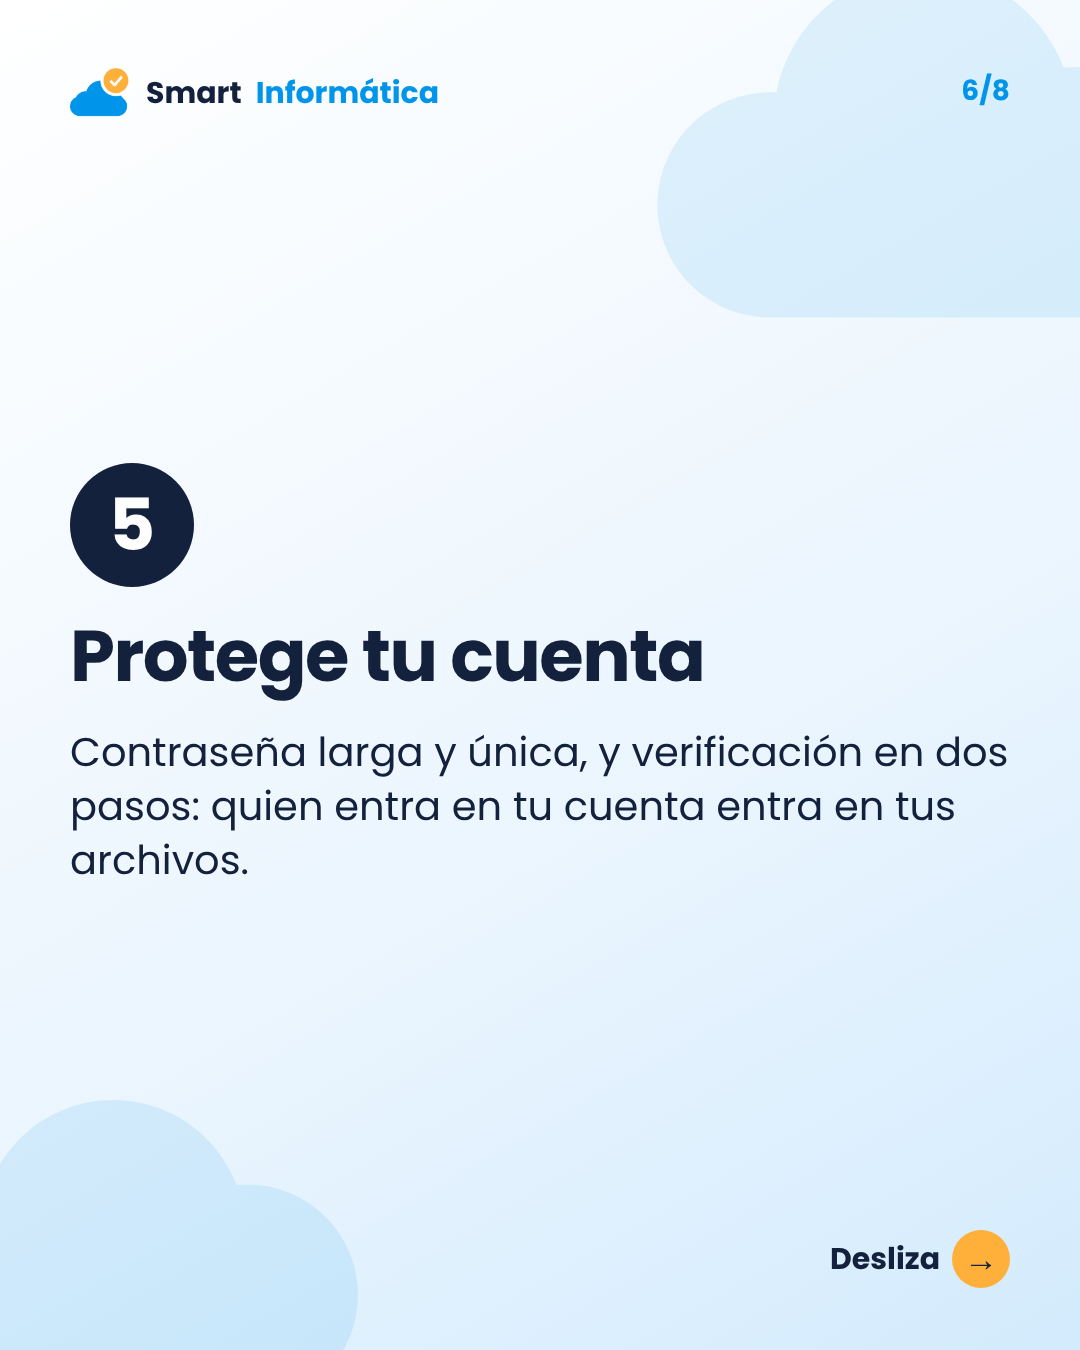 Smart Informática
6/8
5
Protege tu cuenta
Contraseña larga y única, y verificación en dos
pasos: quien entra en tu cuenta entra en tus
archivos.
Desliza →